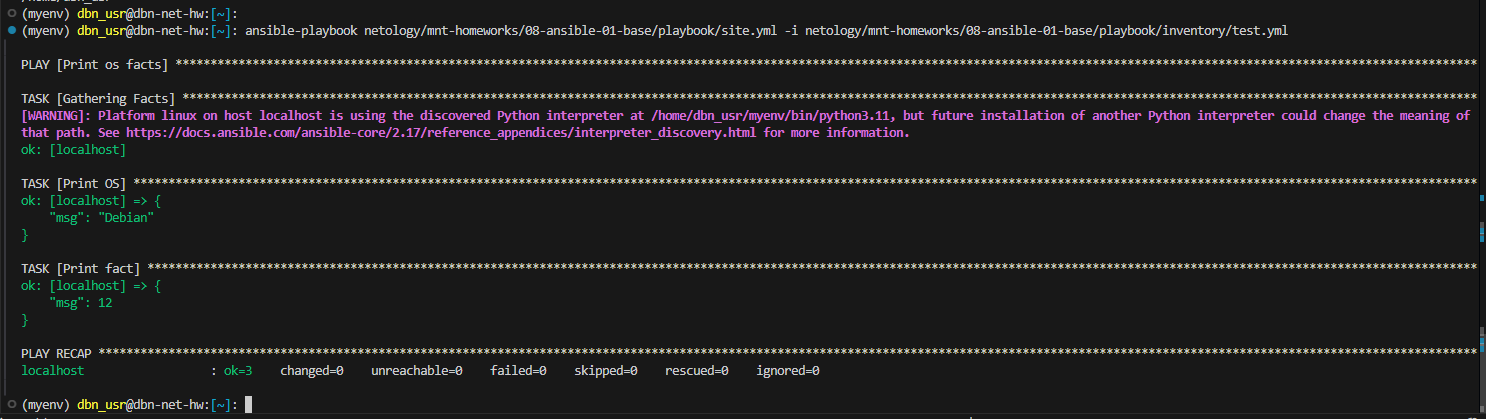 (myenv) dbn_usr@dbn-net-hw:[~]:
(myenv) dbn_usr@dbn-net-hw:[~]: ansible-playbook netology/mnt-homeworks/08-ansible-01-base/playbook/site.yml -i netology/mnt-homeworks/08-ansible-01-base/playbook/inventory/test.yml
PLAY [Print os facts] ****************************************************************************************************************************************************************************************
TASK [Gathering Facts] ***************************************************************************************************************************************************************************************
[WARNING]: Platform linux on host localhost is using the discovered Python interpreter at /home/dbn_usr/myenv/bin/python3.11, but future installation of another Python interpreter could change the meaning of
that path. See https://docs.ansible.com/ansible-core/2.17/reference_appendices/interpreter_discovery.html for more information.
ok: [localhost]
TASK [Print OS] **********************************************************************************************************************************************************************************************
ok: [localhost] => {
    "msg": "Debian"
}
TASK [Print fact] ********************************************************************************************************************************************************************************************
ok: [localhost] => {
    "msg": 12
}
PLAY RECAP ***************************************************************************************************************************************************************************************************
localhost                  : ok=3    changed=0    unreachable=0    failed=0    skipped=0    rescued=0    ignored=0
(myenv) dbn_usr@dbn-net-hw:[~]: